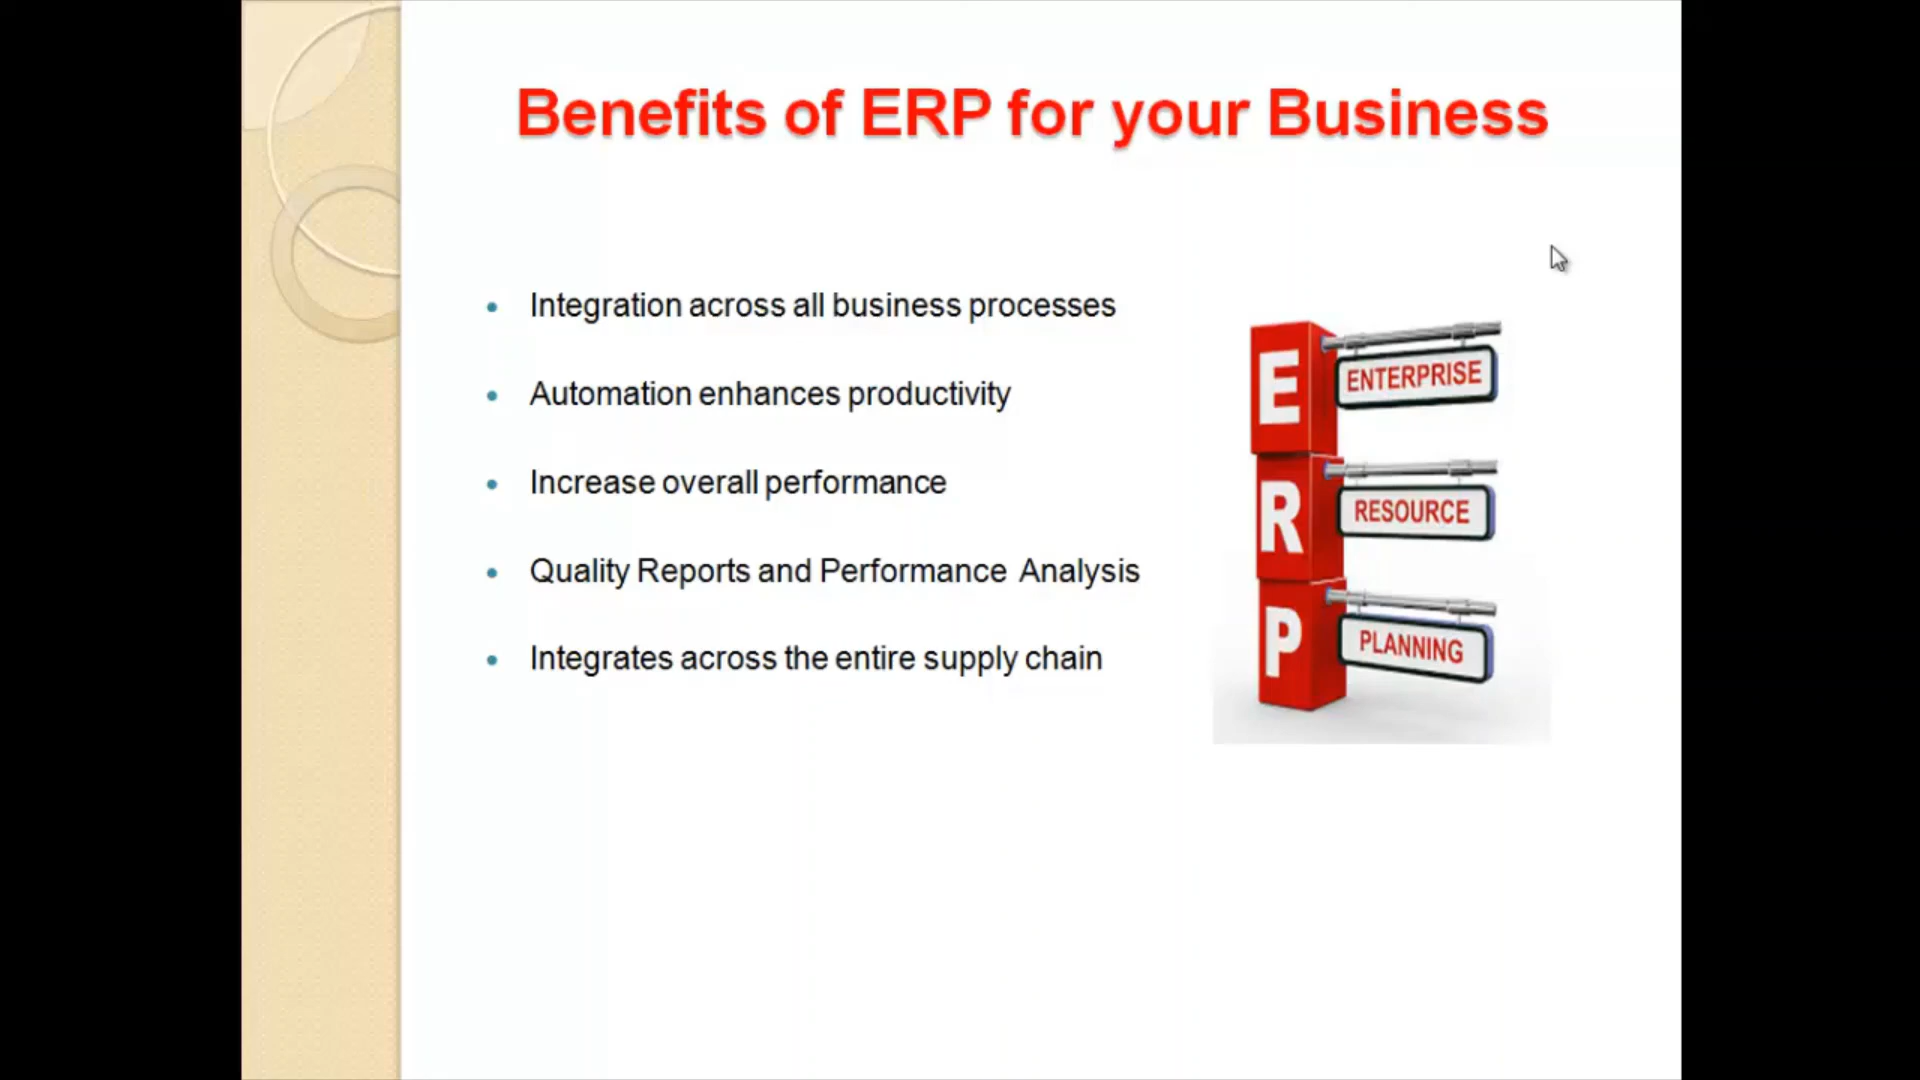 Benefits of ERP for your Business
Integration across all business processes
Automation enhances productivity
Increase overall performance
Quality Reports and Performance Analysis
Integrates across the entire supply chain
E ENTERPRISE
R RESOURCE
P PLANNING